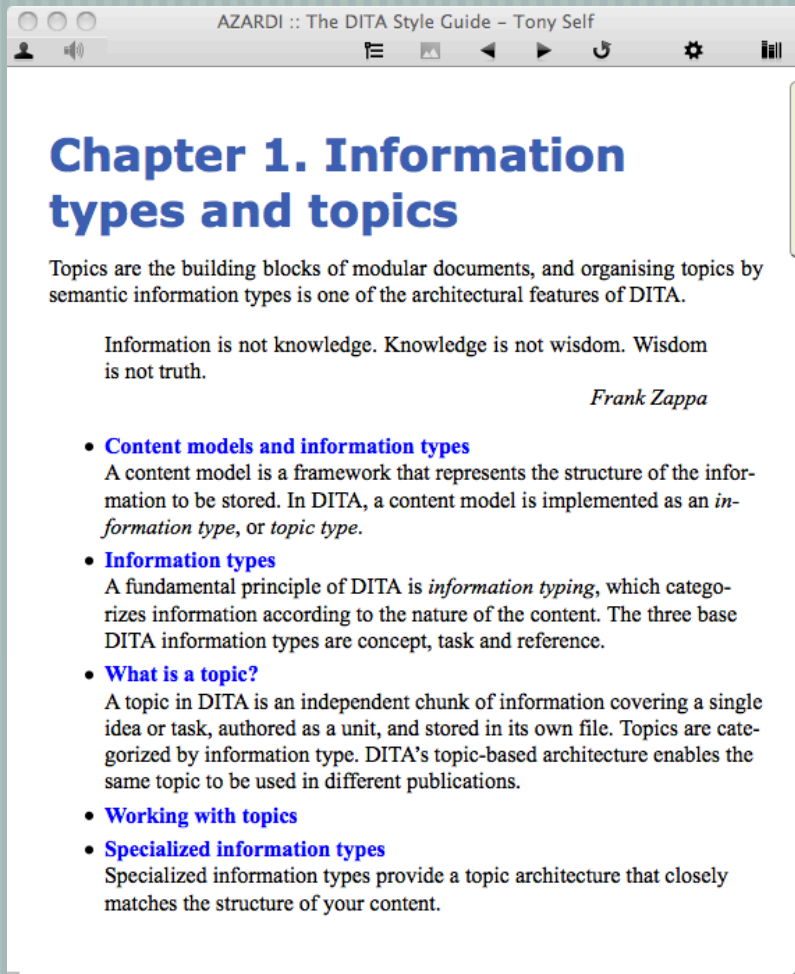 AZARDI :: The DITA Style Guide – Tony Self
Chapter 1. Information
types and topics
Topics are the building blocks of modular documents, and organising topics by
semantic information types is one of the architectural features of DITA.
Information is not knowledge. Knowledge is not wisdom. Wisdom
is not truth.
Frank Zappa
• Content models and information types
A content model is a framework that represents the structure of the infor-
mation to be stored. In DITA, a content model is implemented as an in-
formation type, or topic type.
• Information types
A fundamental principle of DITA is information typing, which catego-
rizes information according to the nature of the content. The three base
DITA information types are concept, task and reference.
• What is a topic?
A topic in DITA is an independent chunk of information covering a single
idea or task, authored as a unit, and stored in its own file. Topics are cate-
gorized by information type. DITA’s topic-based architecture enables the
same topic to be used in different publications.
• Working with topics
• Specialized information types
Specialized information types provide a topic architecture that closely
matches the structure of your content.